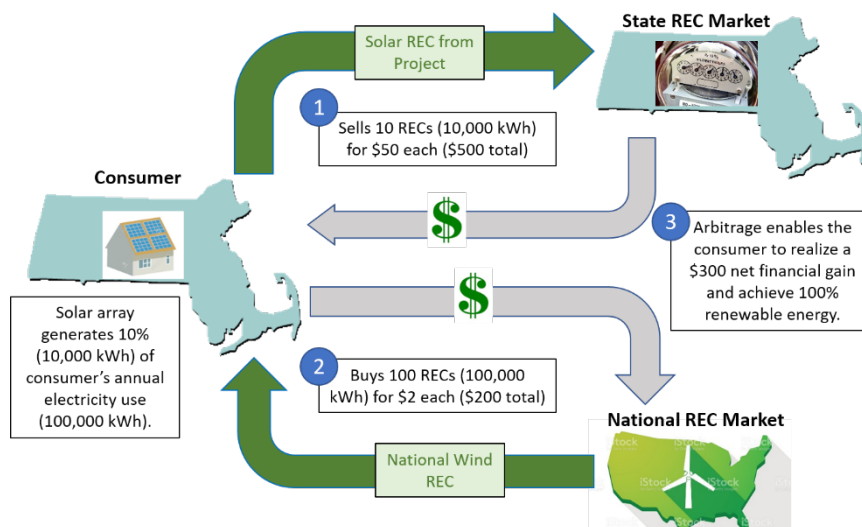 State REC Market
Solar REC from
Project
1
Sells 10 RECs (10,000 kWh)
for $50 each ($500 total)
Consumer
$
3
Arbitrage enables the
consumer to realize a
$300 net financial gain
and achieve 100%
renewable energy.
$
Solar array
generates 10%
(10,000 kWh) of
consumer’s annual
electricity use
(100,000 kWh).
2
Buys 100 RECs (100,000
kWh) for $2 each ($200 total)
National REC Market
iStock
iStock
iStock
National Wind
REC